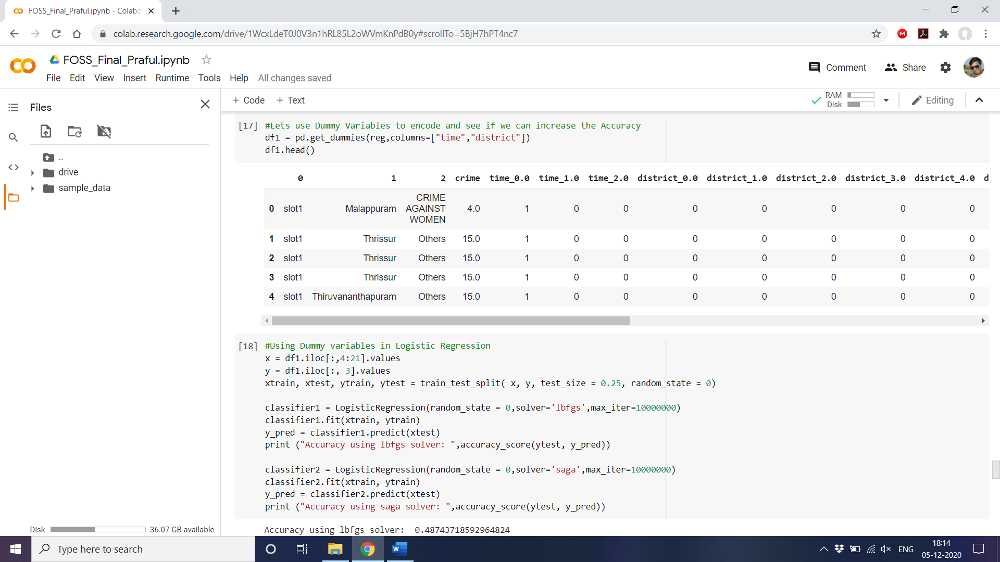 FOSS_Final_Praful.ipynb - Colabo
colab.research.google.com/drive/1WcxLdeT0J0V3n1hRL85L2oWVmKnPdB0y#scrollTo=5BjH7hPT4nc7
FOSS_Final_Praful.ipynb
Comment Share
File Edit View Insert Runtime Tools Help All changes saved
Files
..
drive
sample_data
Disk 36.07 GB available
+ Code + Text
RAM
Disk
Editing
[17] #Lets use Dummy Variables to encode and see if we can increase the Accuracy
df1 = pd.get_dummies(reg,columns=["time","district"])
df1.head()
0 1 2 crime time_0.0 time_1.0 time_2.0 district_0.0 district_1.0 district_2.0 district_3.0 district_4.0 d
0 slot1 Malappuram CRIME AGAINST WOMEN 4.0 1 0 0 0 0 0 0 0
1 slot1 Thrissur Others 15.0 1 0 0 0 0 0 0 0
2 slot1 Thrissur Others 15.0 1 0 0 0 0 0 0 0
3 slot1 Thrissur Others 15.0 1 0 0 0 0 0 0 0
4 slot1 Thiruvananthapuram Others 15.0 1 0 0 0 0 0 0 0
[18] #Using Dummy variables in Logistic Regression
x = df1.iloc[:,4:21].values
y = df1.iloc[:, 3].values
xtrain, xtest, ytrain, ytest = train_test_split( x, y, test_size = 0.25, random_state = 0)
classifier1 = LogisticRegression(random_state = 0,solver='lbfgs',max_iter=10000000)
classifier1.fit(xtrain, ytrain)
y_pred = classifier1.predict(xtest)
print ("Accuracy using lbfgs solver: ",accuracy_score(ytest, y_pred))
classifier2 = LogisticRegression(random_state = 0,solver='saga',max_iter=10000000)
classifier2.fit(xtrain, ytrain)
y_pred = classifier2.predict(xtest)
print ("Accuracy using saga solver: ",accuracy_score(ytest, y_pred))
Accuracy using lbfgs solver:  0.48743718592964824
Type here to search
ENG
18:14
05-12-2020